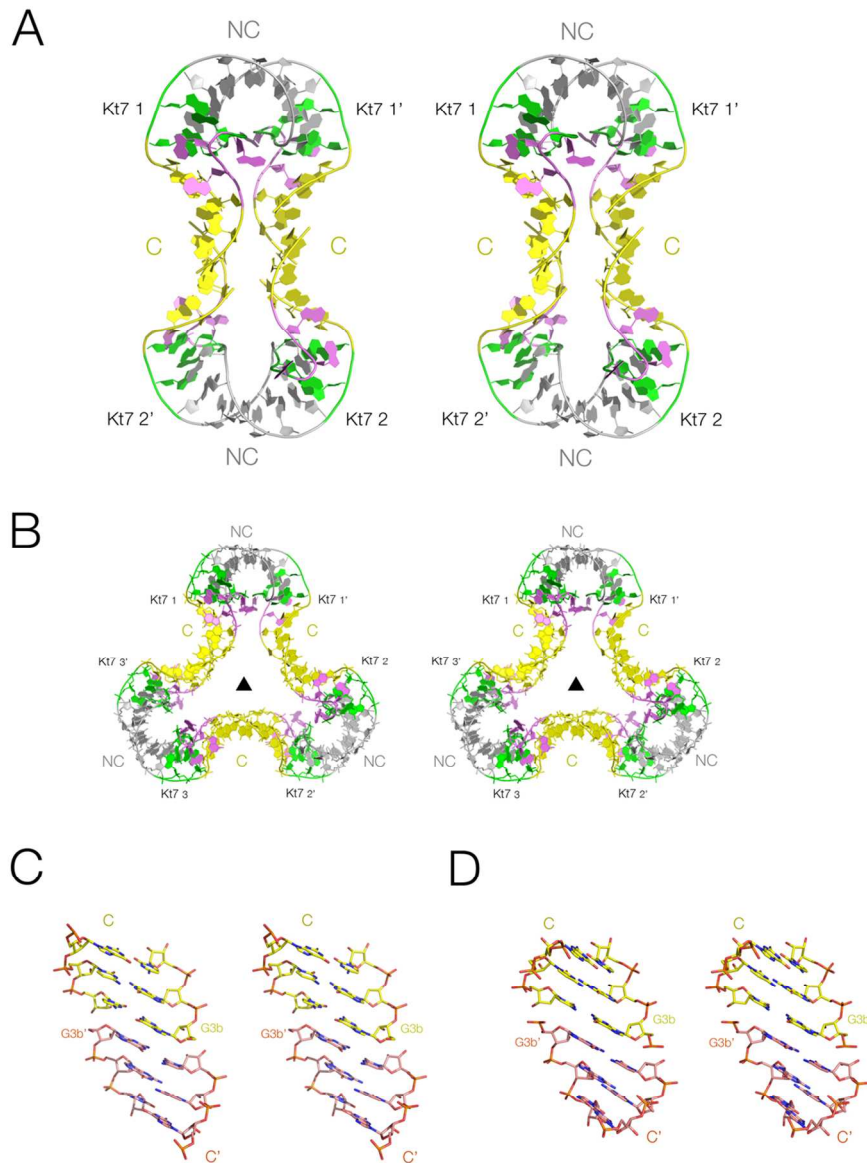 A
NC NC
Kt7 1 Kt7 1' Kt7 1 Kt7 1'
C C C C
Kt7 2' Kt7 2 Kt7 2' Kt7 2
NC NC
B
NC NC
Kt7 1 Kt7 1' Kt7 1 Kt7 1'
C C C C
Kt7 3' Kt7 2 Kt7 3' Kt7 2
NC C NC NC C NC
Kt7 3 Kt7 2' Kt7 3 Kt7 2'
C D
C C C C
G3b' G3b G3b G3b' G3b G3b
C' C' C' C'